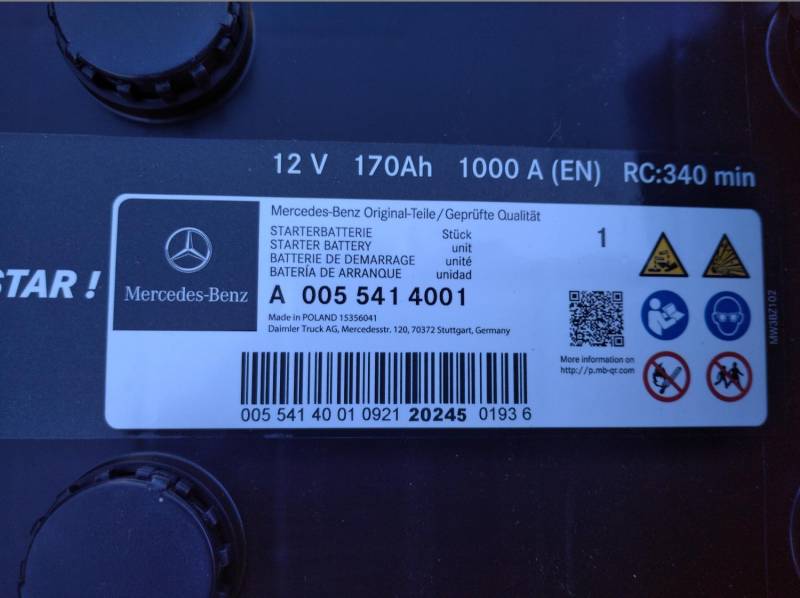 12 V 170Ah 1000 A (EN) RC:340 min
STAR !
Mercedes-Benz
Mercedes-Benz Original-Teile/Geprüfte Qualität
STARTERBATTERIE Stück
STARTER BATTERY unit
BATTERIE DE DEMARRAGE unité
BATERÍA DE ARRANQUE unidad
1
A 005 541 4001
Made in POLAND 15356041
Daimler Truck AG, Mercedesstr. 120, 70372 Stuttgart, Germany
More information on
http://p.mb-qr.com
005 541 40 01 0921 20245 0193 6
MW3BZ102